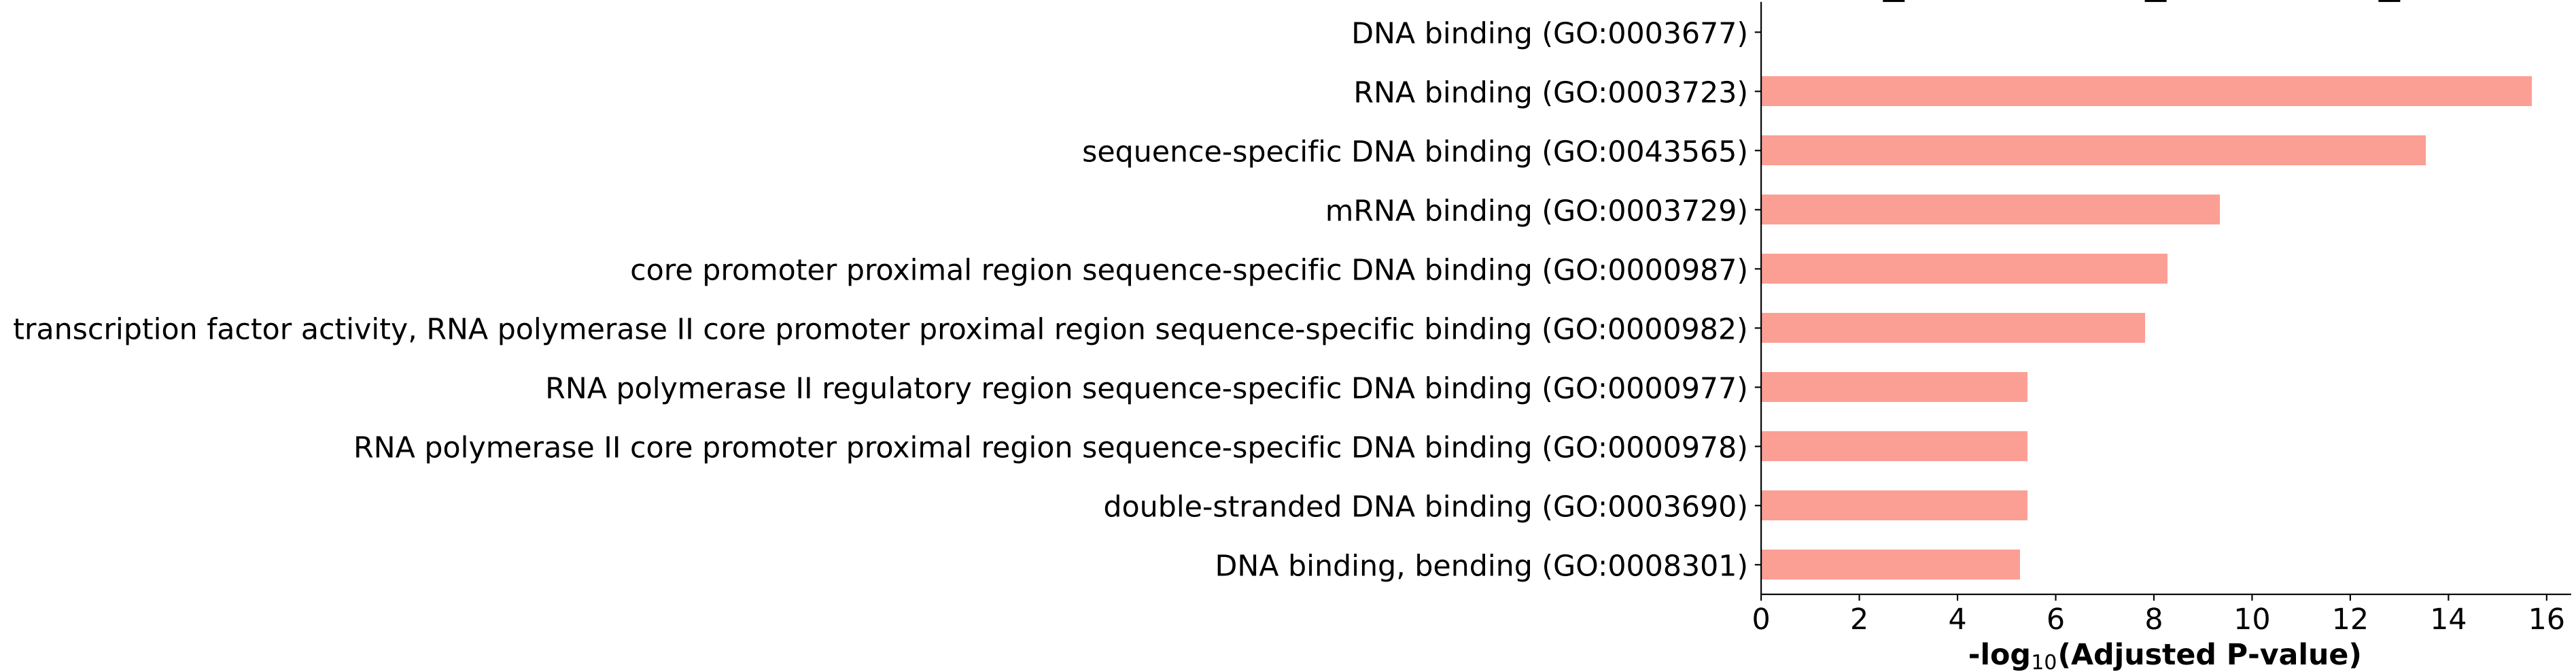 DNA binding (GO:0003677)
RNA binding (GO:0003723)
sequence-specific DNA binding (GO:0043565)
mRNA binding (GO:0003729)
core promoter proximal region sequence-specific DNA binding (GO:0000987)
transcription factor activity, RNA polymerase II core promoter proximal region sequence-specific binding (GO:0000982)
RNA polymerase II regulatory region sequence-specific DNA binding (GO:0000977)
RNA polymerase II core promoter proximal region sequence-specific DNA binding (GO:0000978)
double-stranded DNA binding (GO:0003690)
DNA binding, bending (GO:0008301)
0 2 4 6 8 10 12 14 16
-log₁₀(Adjusted P-value)